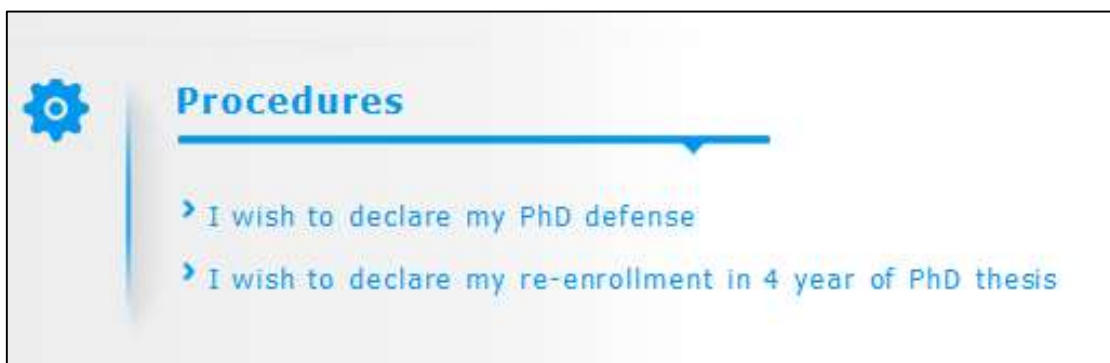 Procedures
I wish to declare my PhD defense
I wish to declare my re-enrollment in 4 year of PhD thesis